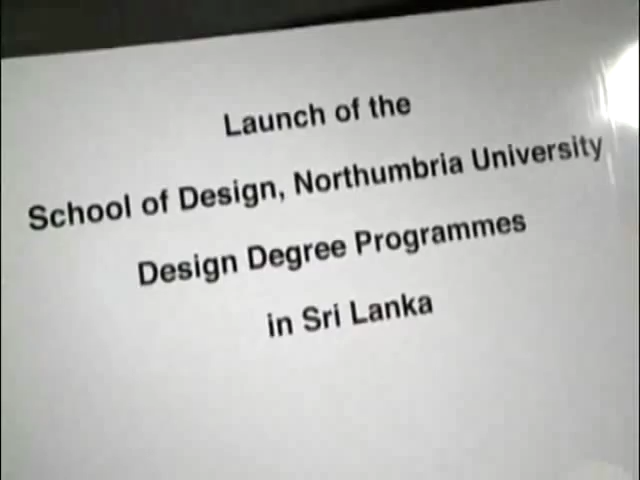 Launch of the
School of Design, Northumbria University
Design Degree Programmes
in Sri Lanka